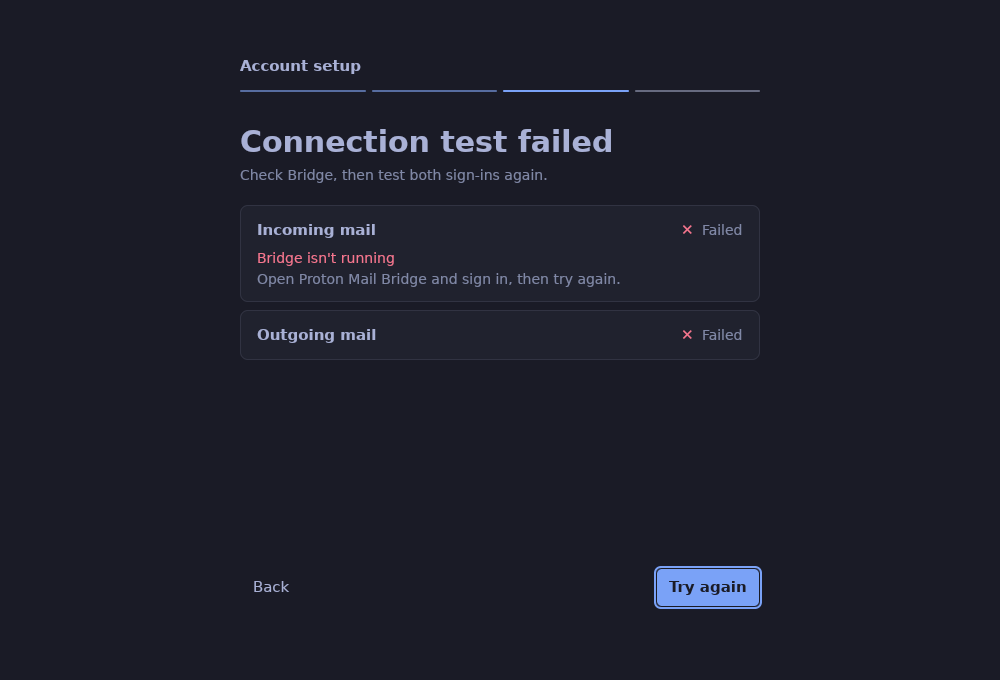 Account setup
Connection test failed
Check Bridge, then test both sign-ins again.
Incoming mail
✕ Failed
Bridge isn't running
Open Proton Mail Bridge and sign in, then try again.
Outgoing mail
✕ Failed
Back
Try again